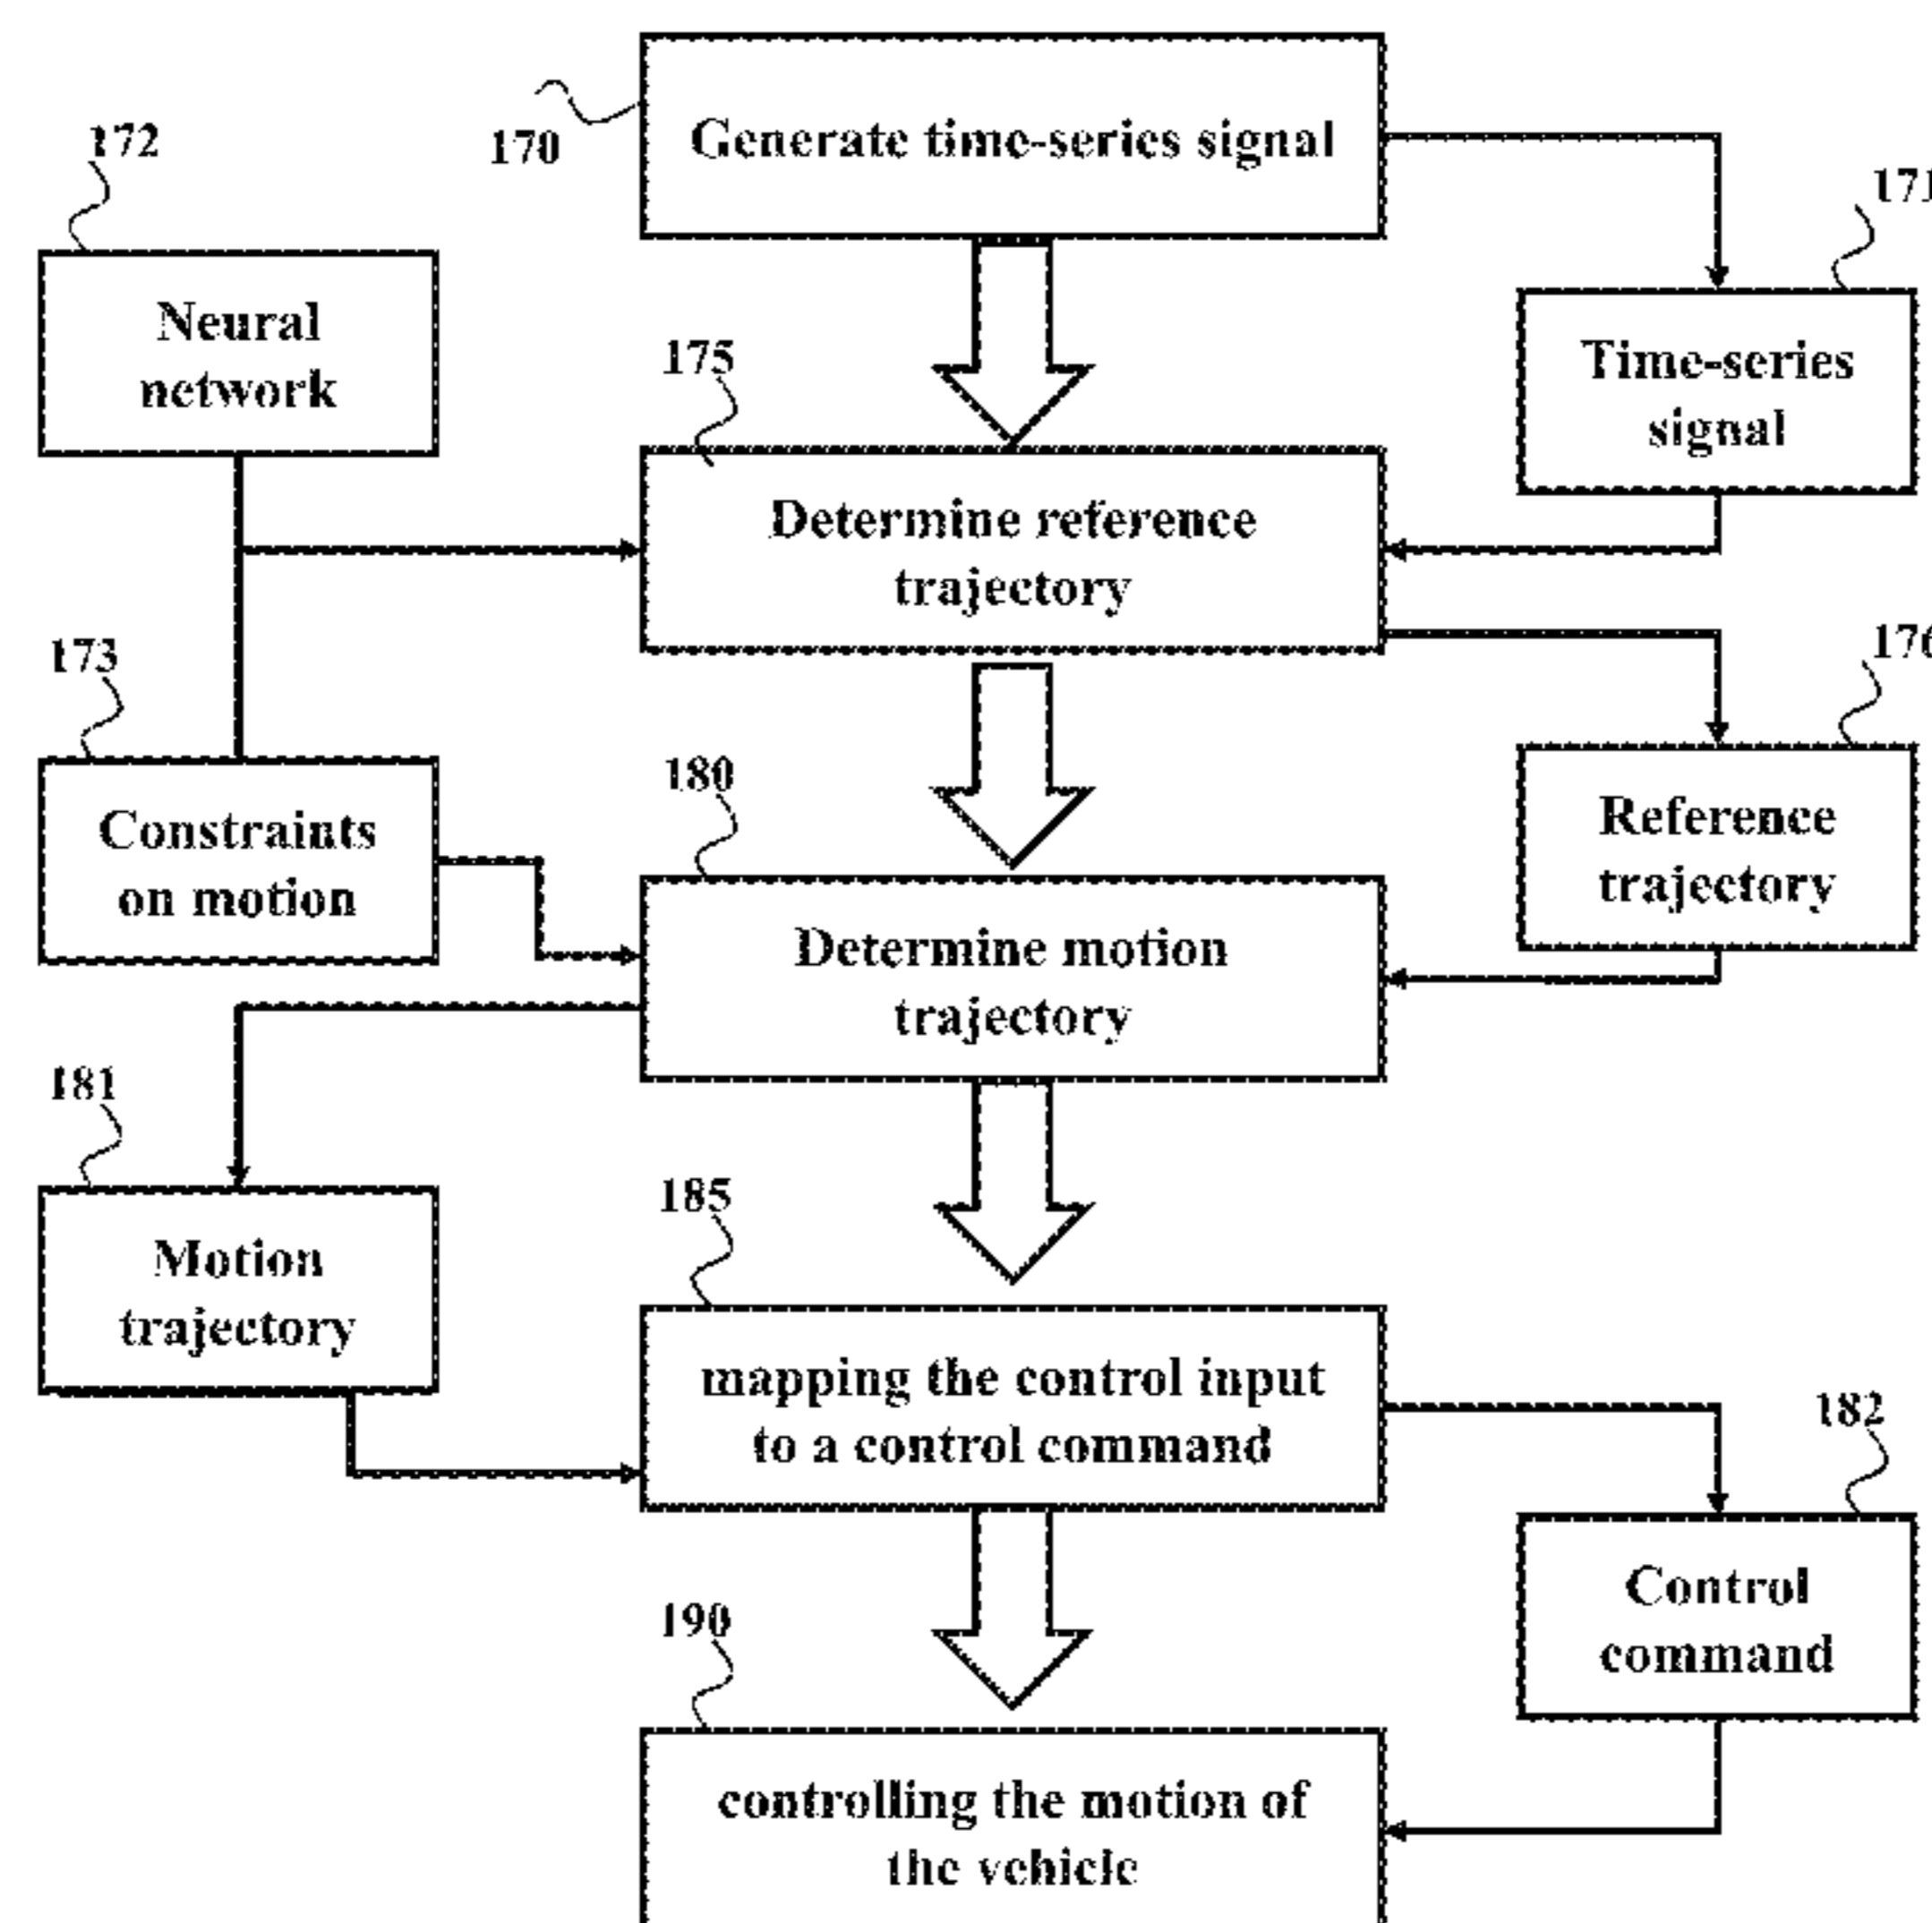 170
Generate time-series signal
172
171
Neural
network
Time-series
signal
175
Determine reference
trajectory
173
176
Constraints
on motion
Reference
trajectory
180
Determine motion
trajectory
181
Motion
trajectory
185
mapping the control input
to a control command
182
Control
command
190
controlling the motion of
the vehicle